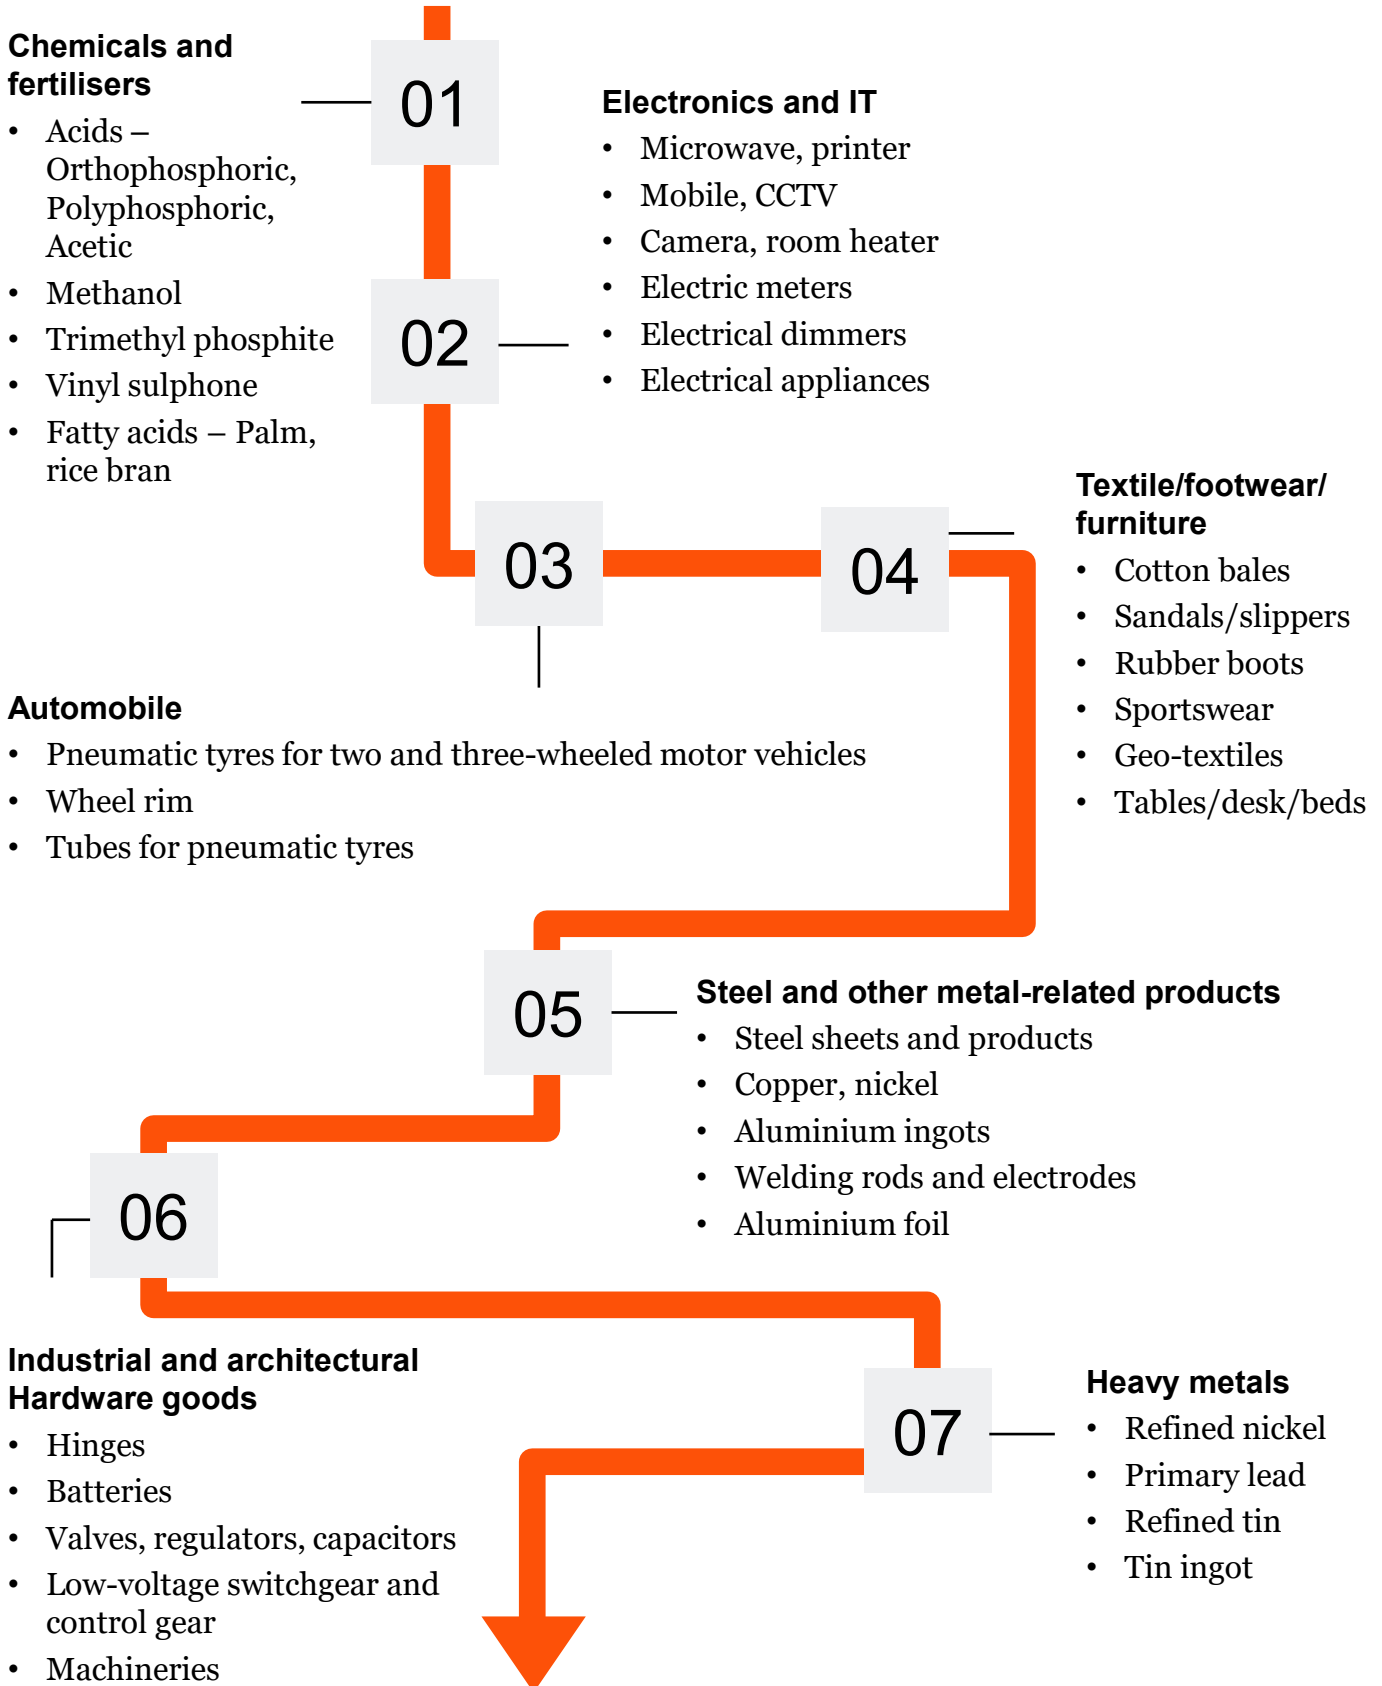 01
Chemicals and
fertilisers
• Acids –
Orthophosphoric,
Polyphosphoric,
Acetic
• Methanol
• Trimethyl phosphite
• Vinyl sulphone
• Fatty acids – Palm,
rice bran
02
Electronics and IT
• Microwave, printer
• Mobile, CCTV
• Camera, room heater
• Electric meters
• Electrical dimmers
• Electrical appliances
03
Automobile
• Pneumatic tyres for two and three-wheeled motor vehicles
• Wheel rim
• Tubes for pneumatic tyres
04
Textile/footwear/
furniture
• Cotton bales
• Sandals/slippers
• Rubber boots
• Sportswear
• Geo-textiles
• Tables/desk/beds
05
Steel and other metal-related products
• Steel sheets and products
• Copper, nickel
• Aluminium ingots
• Welding rods and electrodes
• Aluminium foil
06
Industrial and architectural
Hardware goods
• Hinges
• Batteries
• Valves, regulators, capacitors
• Low-voltage switchgear and
control gear
• Machineries
07
Heavy metals
• Refined nickel
• Primary lead
• Refined tin
• Tin ingot